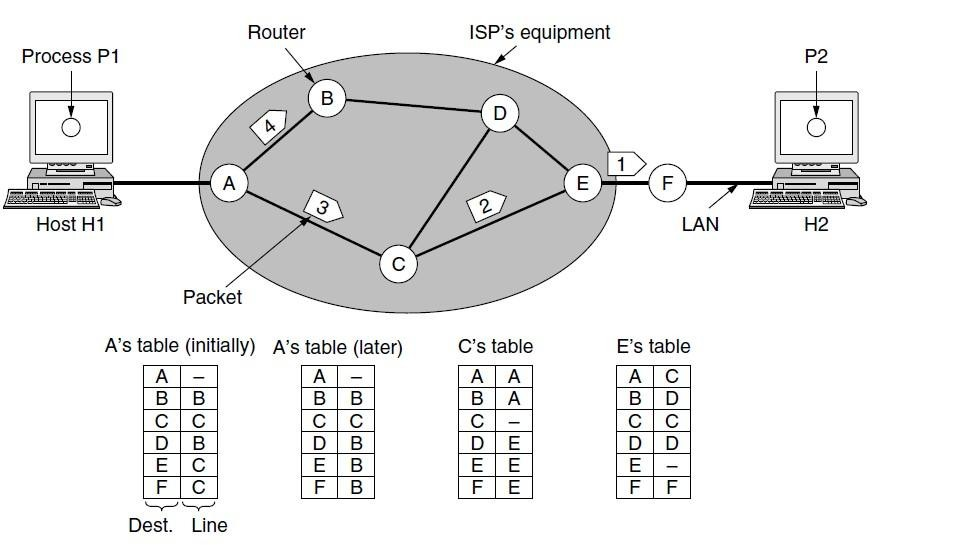 Router
ISP's equipment
Process P1
P2
B
4
D
A
3
2
E
1
F
C
Host H1
LAN
H2
Packet
A's table (initially)
A –
B B
C C
D B
E C
F C
Dest. Line
A's table (later)
A –
B B
C C
D B
E B
F B
C's table
A A
B A
C –
D E
E E
F E
E's table
A C
B D
C C
D D
E –
F F